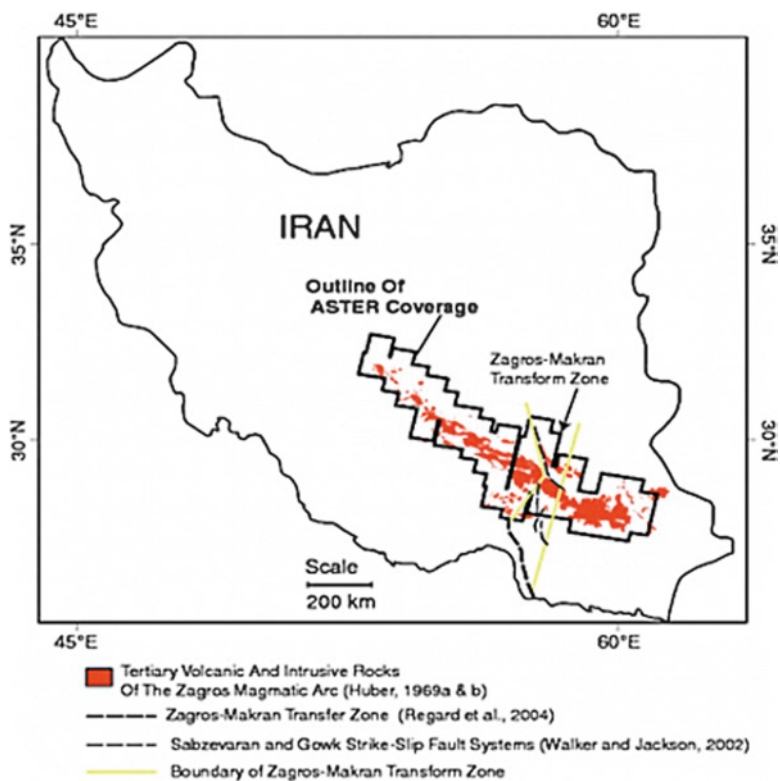 45°E 60°E
IRAN
35°N 35°N
Outline Of
ASTER Coverage
Zagros-Makran
Transform Zone
30°N 30°N
Scale
200 km
45°E 60°E
Tertiary Volcanic And Intrusive Rocks
Of The Zagros Magmatic Arc (Huber, 1969a & b)
Zagros-Makran Transfer Zone (Regard et al., 2004)
Sabzevaran and Gowk Strike-Slip Fault Systems (Walker and Jackson, 2002)
Boundary of Zagros-Makran Transform Zone